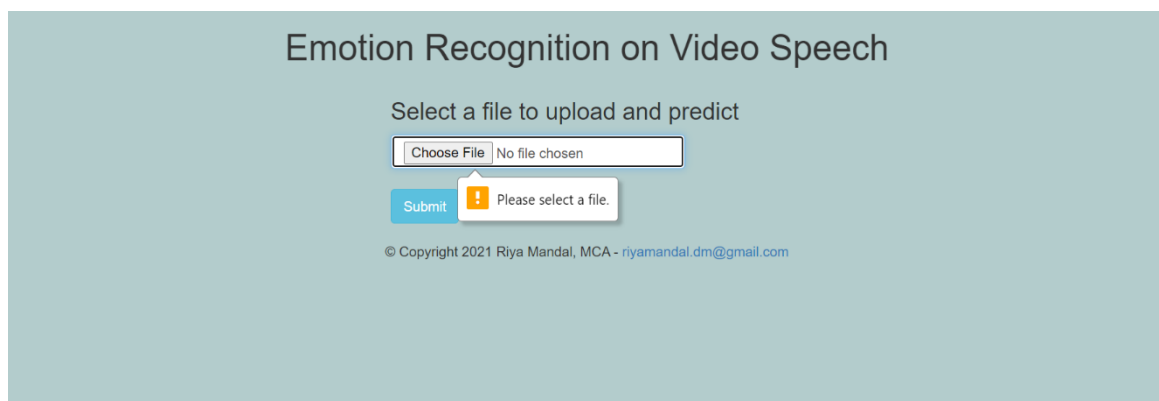 Emotion Recognition on Video Speech
Select a file to upload and predict
Choose File No file chosen
Submit
! Please select a file.
© Copyright 2021 Riya Mandal, MCA - riyamandal.dm@gmail.com